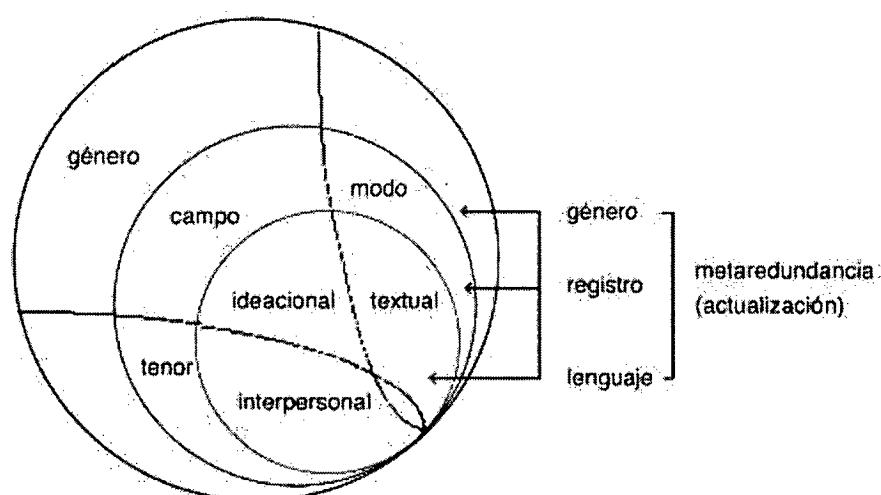 género
modo
campo
ideacional
textual
tenor
interpersonal
género
registro
lenguaje
metaredundancia
(actualización)